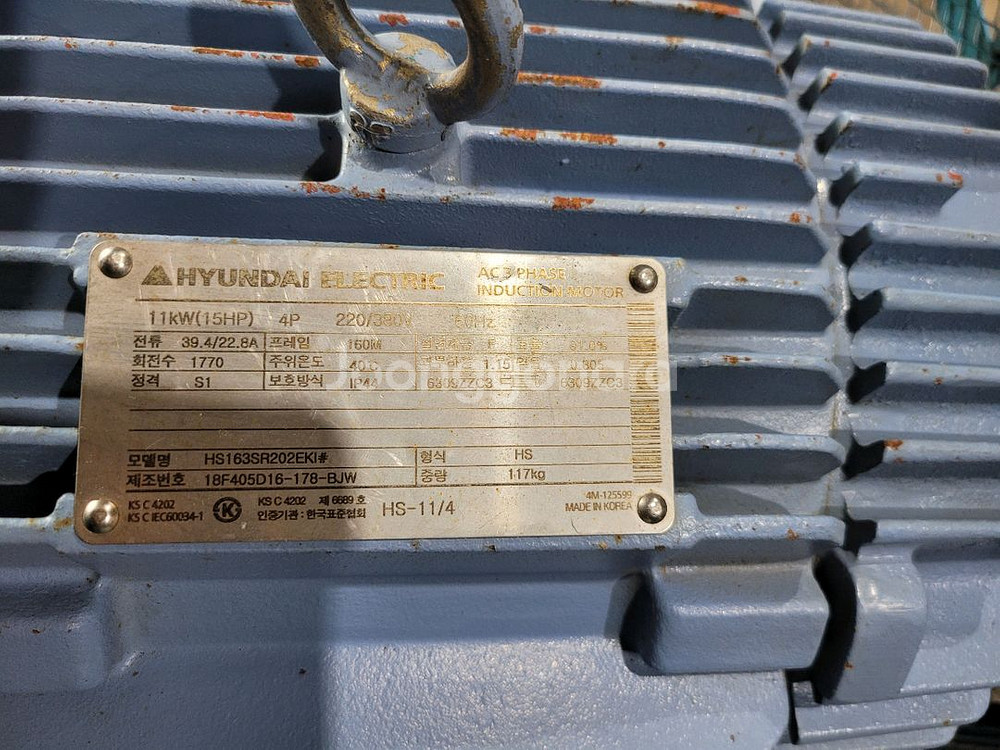 HYUNDAI ELECTRIC
AC 3 PHASE
INDUCTION MOTOR
11kW(15HP) 4P 220/380V 60Hz
전류 39.4/22.8A 프레임 160M F
회전수 1770 주위온도 40℃ 1.15
정격 S1 보호방식 IP44 6309ZZC3 6309ZZC3
모델명 HS163SR202EKI# 형식 HS
제조번호 18F405D16-178-BJW 중량 117kg
KS C 4202
KS C IEC60034-1
KS C 4202 제 6689 호
인증기관 : 한국표준협회
HS-11/4
4M-125599
MADE IN KOREA